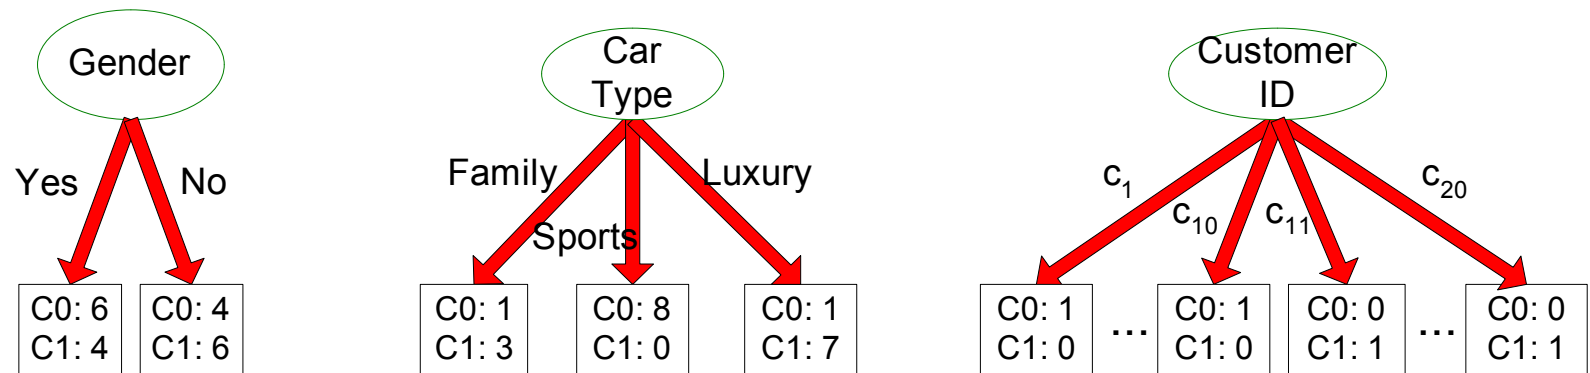 Gender
Yes
No
C0: 6
C1: 4
C0: 4
C1: 6
Car
Type
Family
Sports
Luxury
C0: 1
C1: 3
C0: 8
C1: 0
C0: 1
C1: 7
Customer
ID
c1
c10
c11
c20
C0: 1
C1: 0
...
C0: 1
C1: 0
C0: 0
C1: 1
...
C0: 0
C1: 1